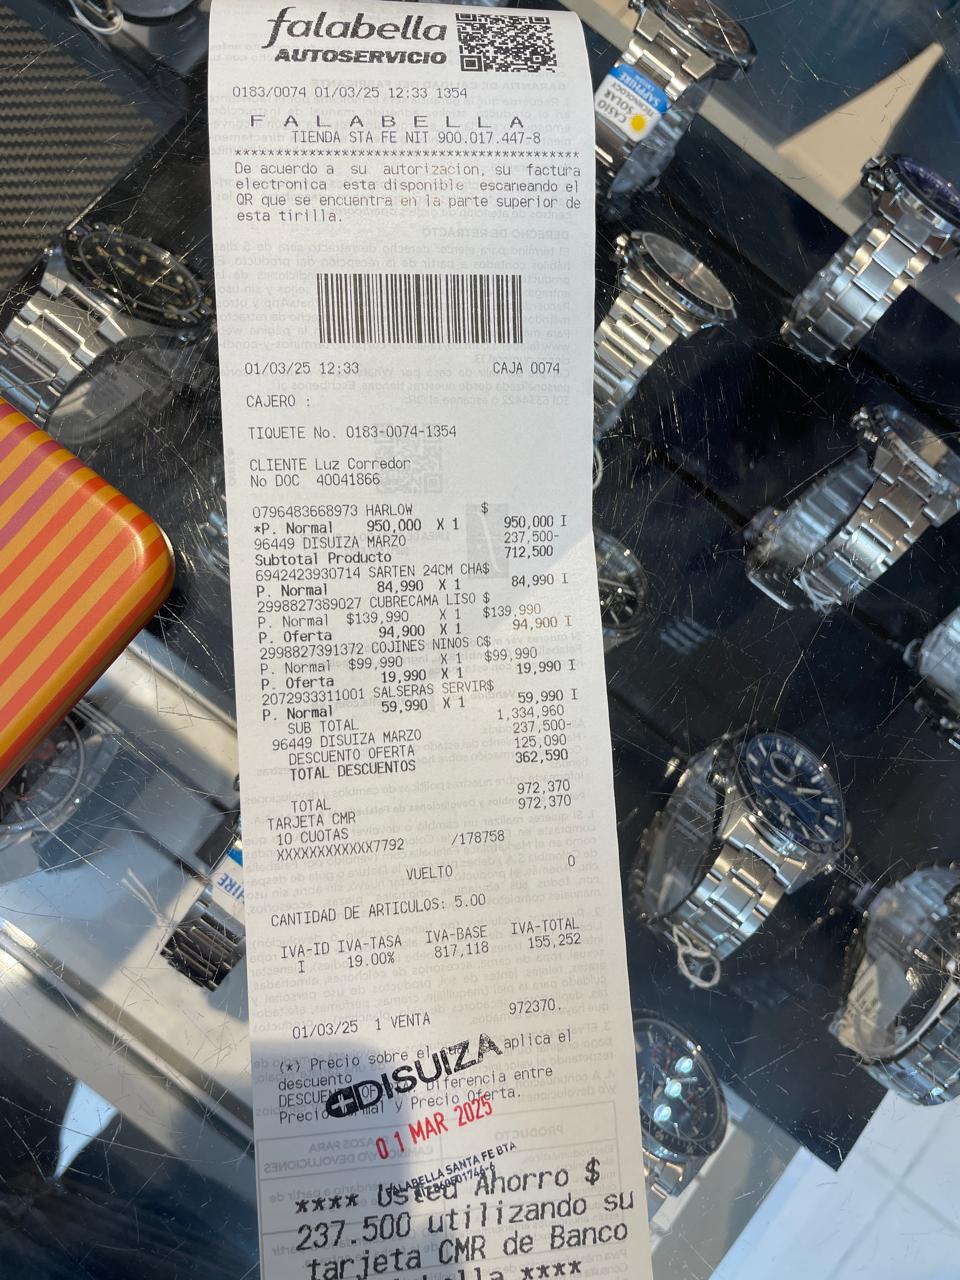 falabella
AUTOSERVICIO
0183/0074 01/03/25 12:33 1354
F A L A B E L L A
TIENDA STA FE NIT 900.017.447-8
****************************************
De acuerdo a su autorizacion, su factura
electronica esta disponible escaneando el
QR que se encuentra en la parte superior de
esta tirilla.
01/03/25 12:33 CAJA 0074
CAJERO :
TIQUETE No. 0183-0074-1354
CLIENTE Luz Corredor
No DOC 40041866
0796483668973 HARLOW $
*P. Normal 950,000 X 1 950,000 I
96449 DISUIZA MARZO 237,500-
Subtotal Producto 712,500
6942423930714 SARTEN 24CM CHA$
P. Normal 84,990 X 1 84,990 I
2998827389027 CUBRECAMA LISO $
P. Normal $139,990 X 1 $139,990
P. Oferta 94,900 X 1 94,900 I
2998827391372 COJINES NINOS C$
P. Normal $99,990 X 1 $99,990
P. Oferta 19,990 X 1 19,990 I
2072933311001 SALSERAS SERVIR$
P. Normal 59,990 X 1 59,990 I
SUB TOTAL 1,334,960
96449 DISUIZA MARZO 237,500-
DESCUENTO OFERTA 125,090
TOTAL DESCUENTOS 362,590
TOTAL 972,370
TARJETA CMR 972,370
10 CUOTAS
XXXXXXXXXXXX7792 /178758
VUELTO 0
CANTIDAD DE ARTICULOS: 5.00
IVA-ID IVA-TASA IVA-BASE IVA-TOTAL
I 19.00% 817,118 155,252
01/03/25 1 VENTA 972370.
(*) Precio sobre el aplica el
descuento
Diferencia entre
y Precio Oferta.
DISUIZA
01 MAR 2025
FALABELLA SANTA FE BTA
**** Usted Ahorro $
237.500 utilizando su
tarjeta CMR de Banco
****
CASIO
SOLAR
TECHNOLOGY
SAPPHIRE